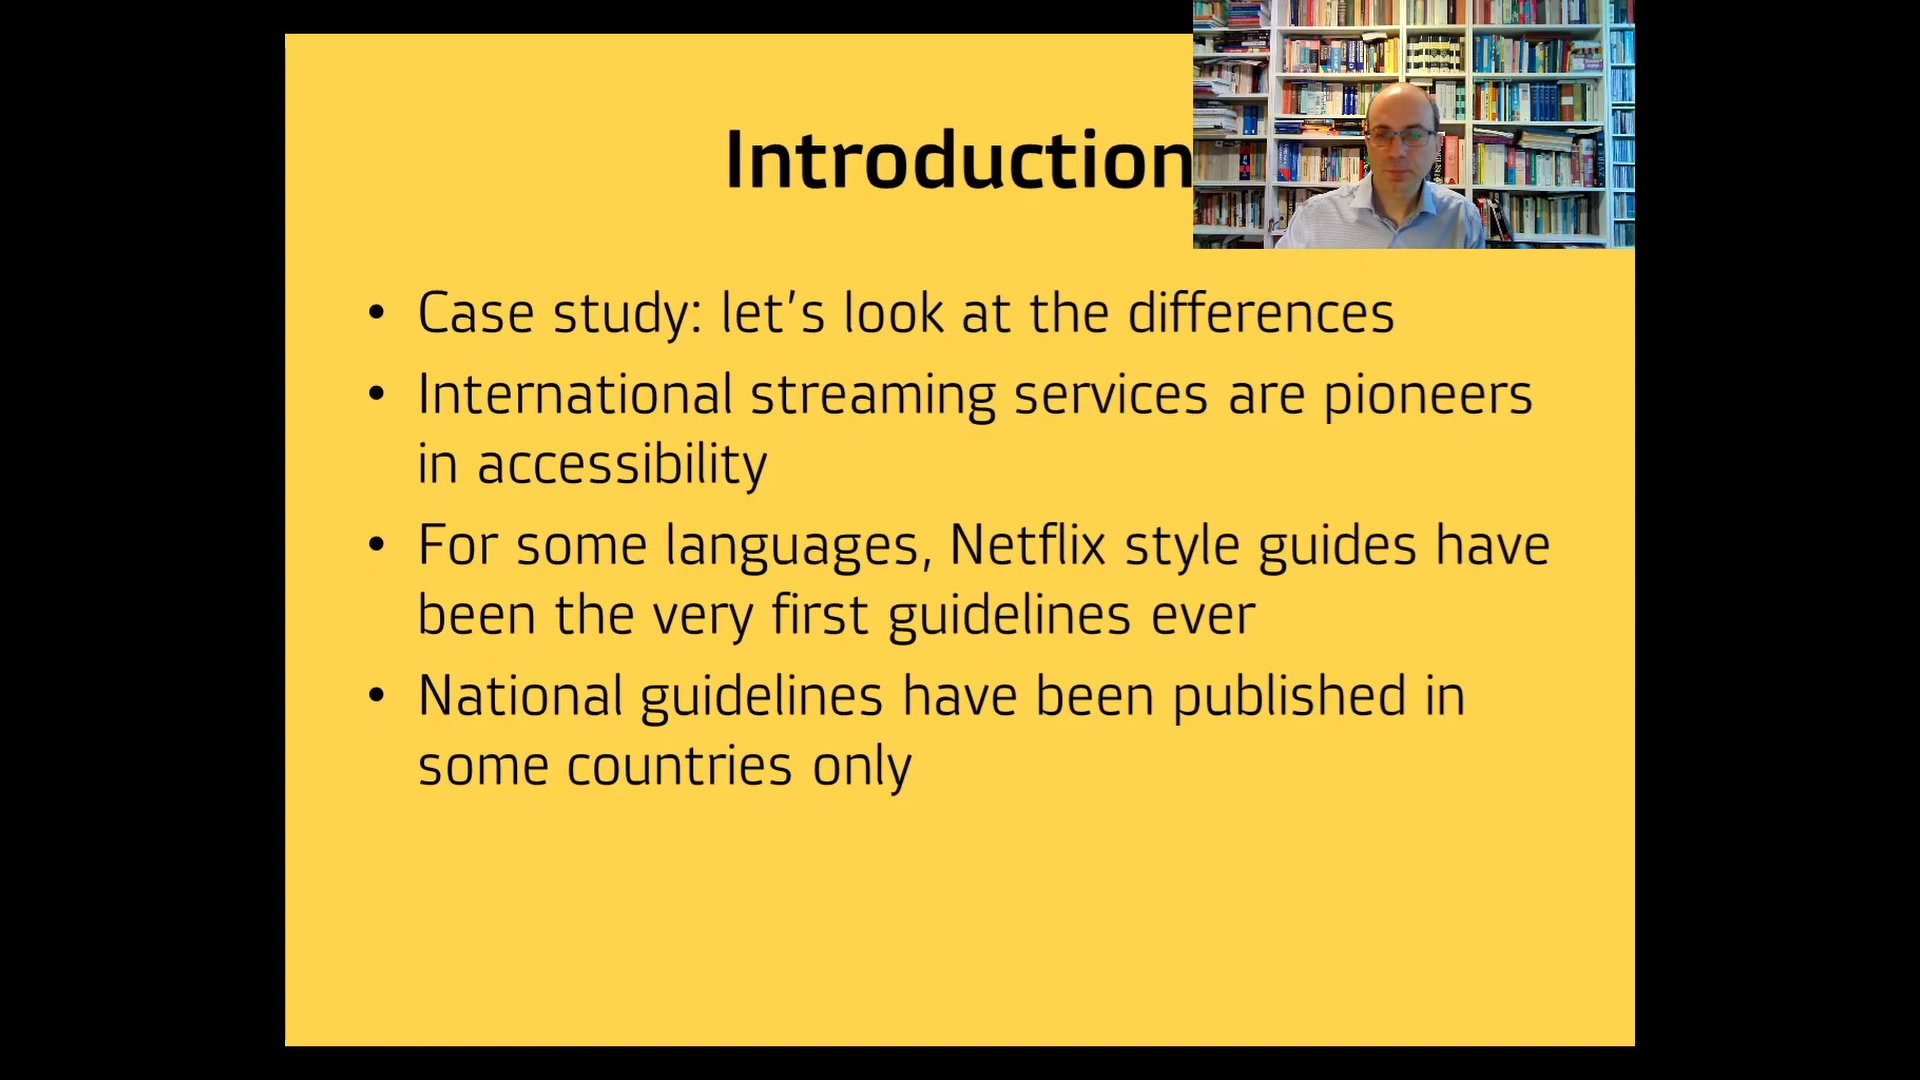 Introduction
• Case study: let’s look at the differences
• International streaming services are pioneers
in accessibility
• For some languages, Netflix style guides have
been the very first guidelines ever
• National guidelines have been published in
some countries only